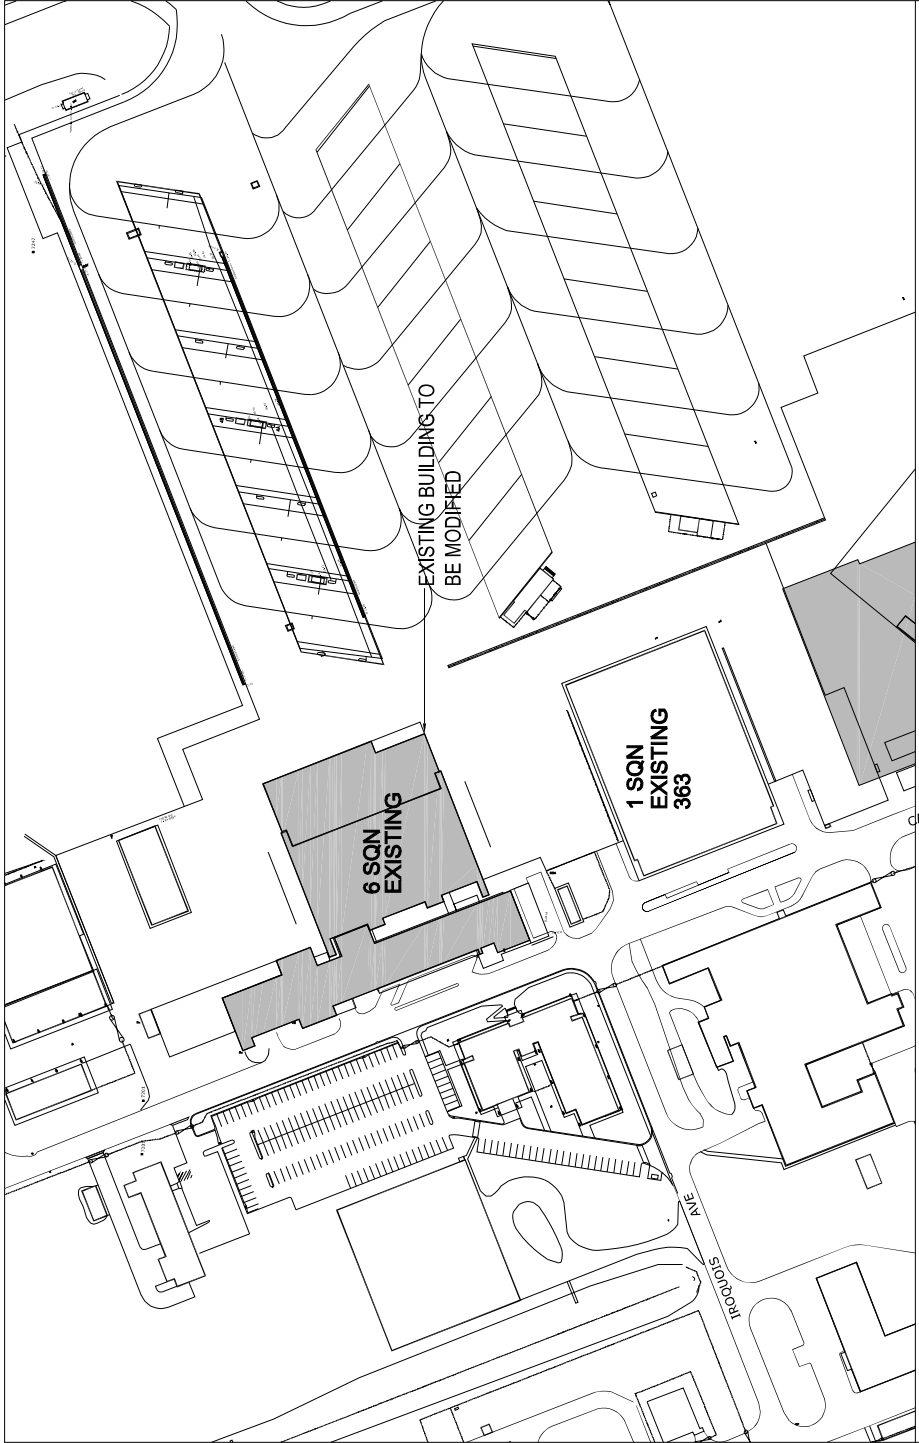 EXISTING BUILDING TO
BE MODIFIED
6 SQN
EXISTING
1 SQN
EXISTING
363
IROQUOIS AVE